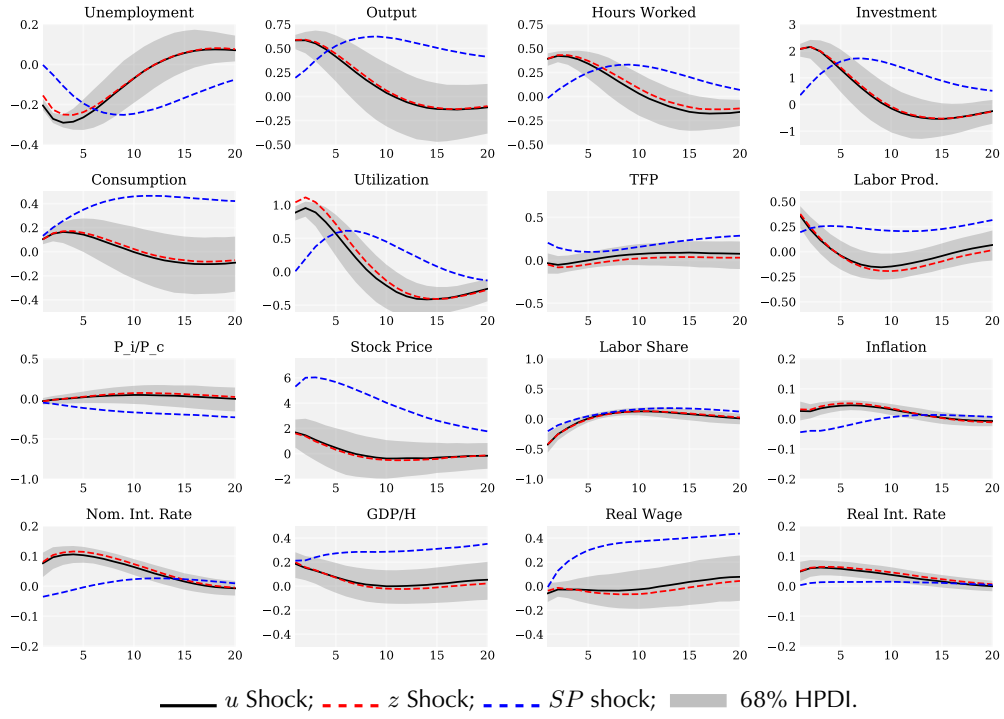 Unemployment
0.2
0.0
−0.2
−0.4
5 10 15 20
Output
0.75
0.50
0.25
0.00
−0.25
−0.50
5 10 15 20
Hours Worked
0.75
0.50
0.25
0.00
−0.25
−0.50
5 10 15 20
Investment
3
2
1
0
−1
5 10 15 20
Consumption
0.4
0.2
0.0
−0.2
−0.4
5 10 15 20
Utilization
1.0
0.5
0.0
−0.5
5 10 15 20
TFP
0.5
0.0
−0.5
5 10 15 20
Labor Prod.
0.50
0.25
0.00
−0.25
−0.50
5 10 15 20
P_i/P_c
0.5
0.0
−0.5
−1.0
5 10 15 20
Stock Price
6
4
2
0
−2
5 10 15 20
Labor Share
1.0
0.5
0.0
−0.5
−1.0
5 10 15 20
Inflation
0.2
0.1
0.0
−0.1
−0.2
5 10 15 20
Nom. Int. Rate
0.2
0.1
0.0
−0.1
−0.2
5 10 15 20
GDP/H
0.4
0.2
0.0
−0.2
−0.4
5 10 15 20
Real Wage
0.4
0.2
0.0
−0.2
−0.4
5 10 15 20
Real Int. Rate
0.2
0.1
0.0
−0.1
−0.2
5 10 15 20
u Shock; z Shock; SP shock; 68% HPDI.